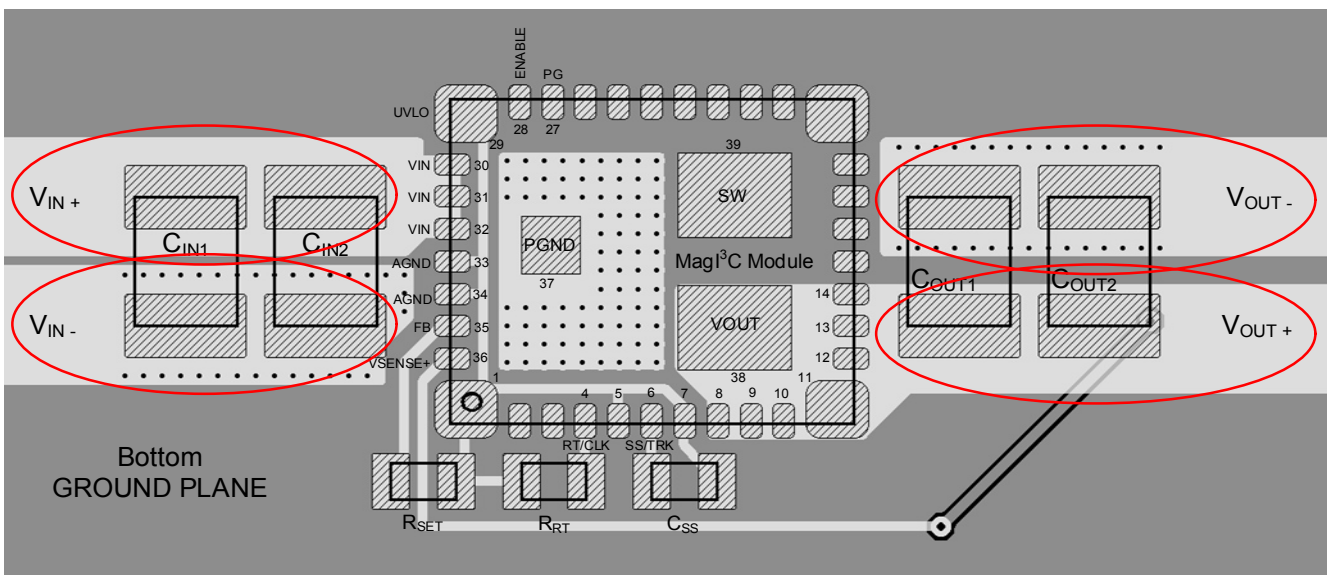 ENABLE
PG
UVLO
28
27
29
39
VIN
30
VIN
31
VIN
32
AGND
33
AGND
34
FB
35
VSENSE+
36
VIN +
CIN1
CIN2
VIN -
PGND
37
SW
MagI³C Module
VOUT
38
14
13
12
11
1
4
5
6
7
8
9
10
RT/CLK
SS/TRK
VOUT -
COUT1
COUT2
VOUT +
Bottom
GROUND PLANE
RSET
RRT
CSS